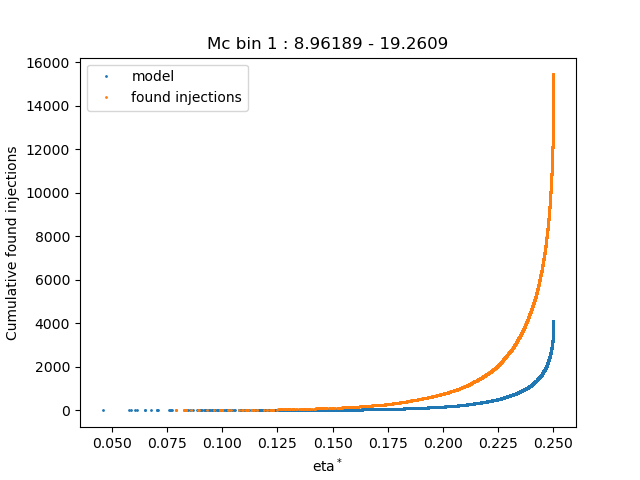 Mc bin 1 : 8.96189 - 19.2609
model
found injections
Cumulative found injections
16000
14000
12000
10000
8000
6000
4000
2000
0
0.050 0.075 0.100 0.125 0.150 0.175 0.200 0.225 0.250
eta*